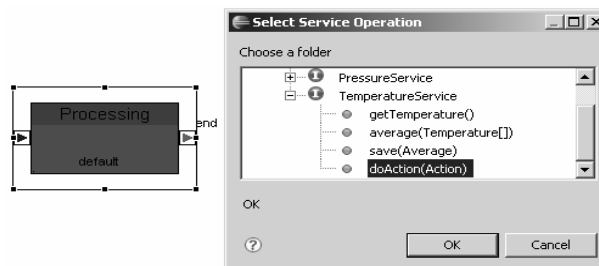 Processing
end
default
Select Service Operation
Choose a folder
PressureService
TemperatureService
getTemperature()
average(Temperature[])
save(Average)
doAction(Action)
OK
OK
Cancel